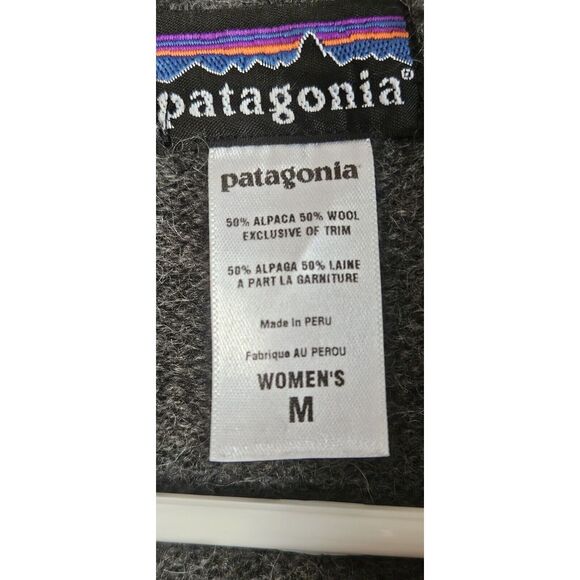 patagonia®
patagonia
50% ALPACA 50% WOOL
EXCLUSIVE OF TRIM
50% ALPAGA 50% LAINE
A PART LA GARNITURE
Made in PERU
Fabrique AU PEROU
WOMEN'S
M